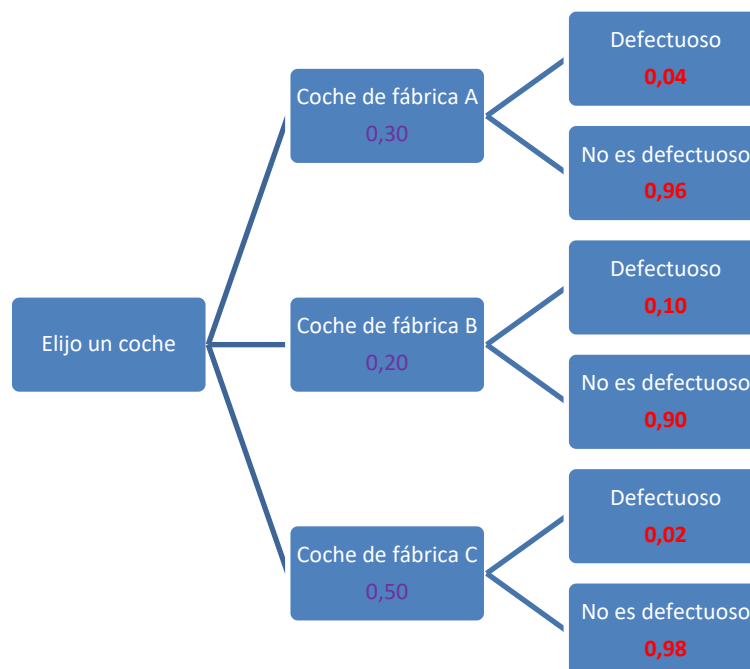 Elijo un coche
Coche de fábrica A
0,30
Defectuoso
0,04
No es defectuoso
0,96
Coche de fábrica B
0,20
Defectuoso
0,10
No es defectuoso
0,90
Coche de fábrica C
0,50
Defectuoso
0,02
No es defectuoso
0,98